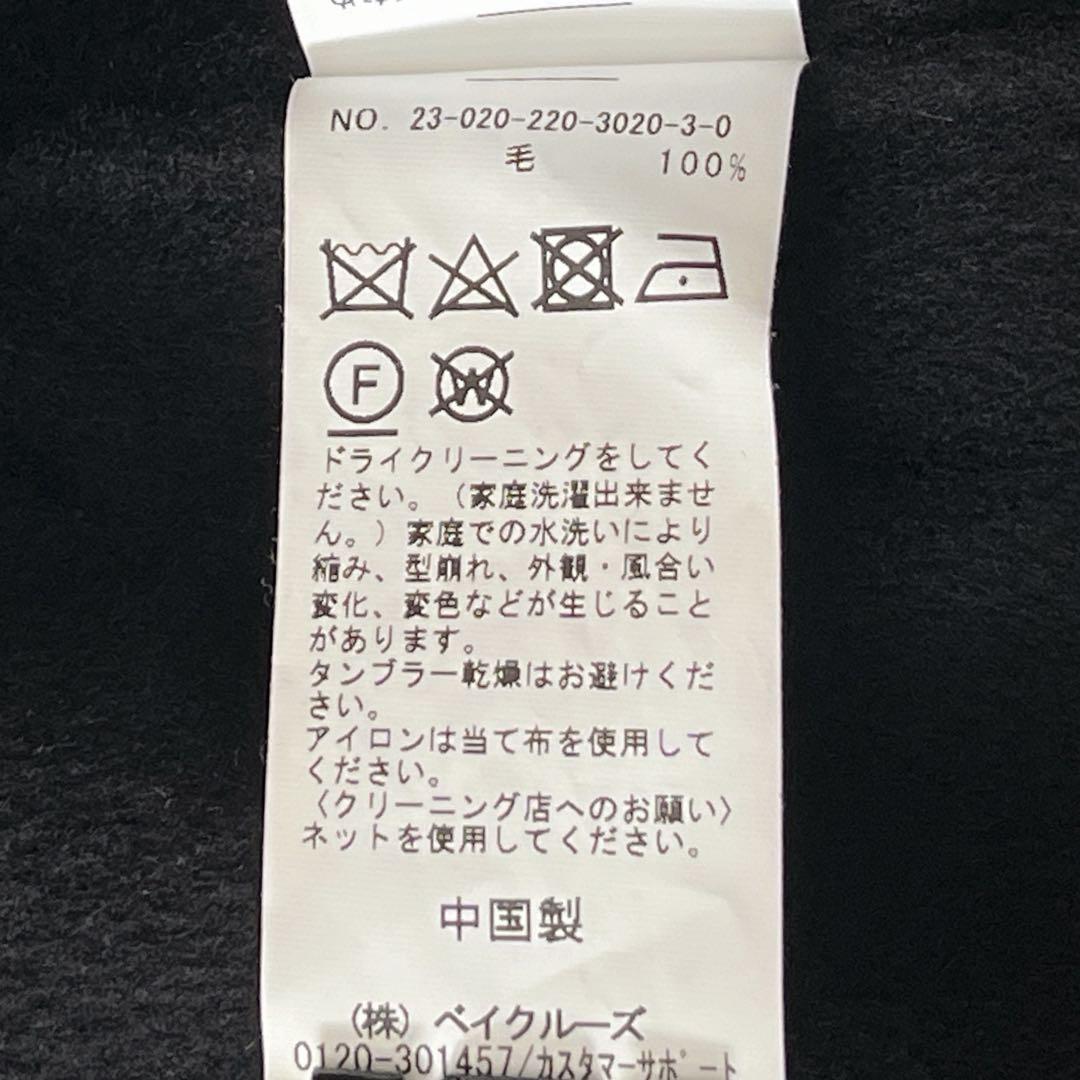 NO. 23-020-220-3020-3-0
毛 100%
F
W
ドライクリーニングをしてく
ださい。(家庭洗濯出来ませ
ん。)家庭での水洗いにより
縮み、型崩れ、外観・風合い
変化、変色などが生じること
があります。
タンブラー乾燥はお避けくだ
さい。
アイロンは当て布を使用して
ください。
〈クリーニング店へのお願い〉
ネットを使用してください。
中国製
(株) ベイクルーズ
0120-301457/カスタマーサポート